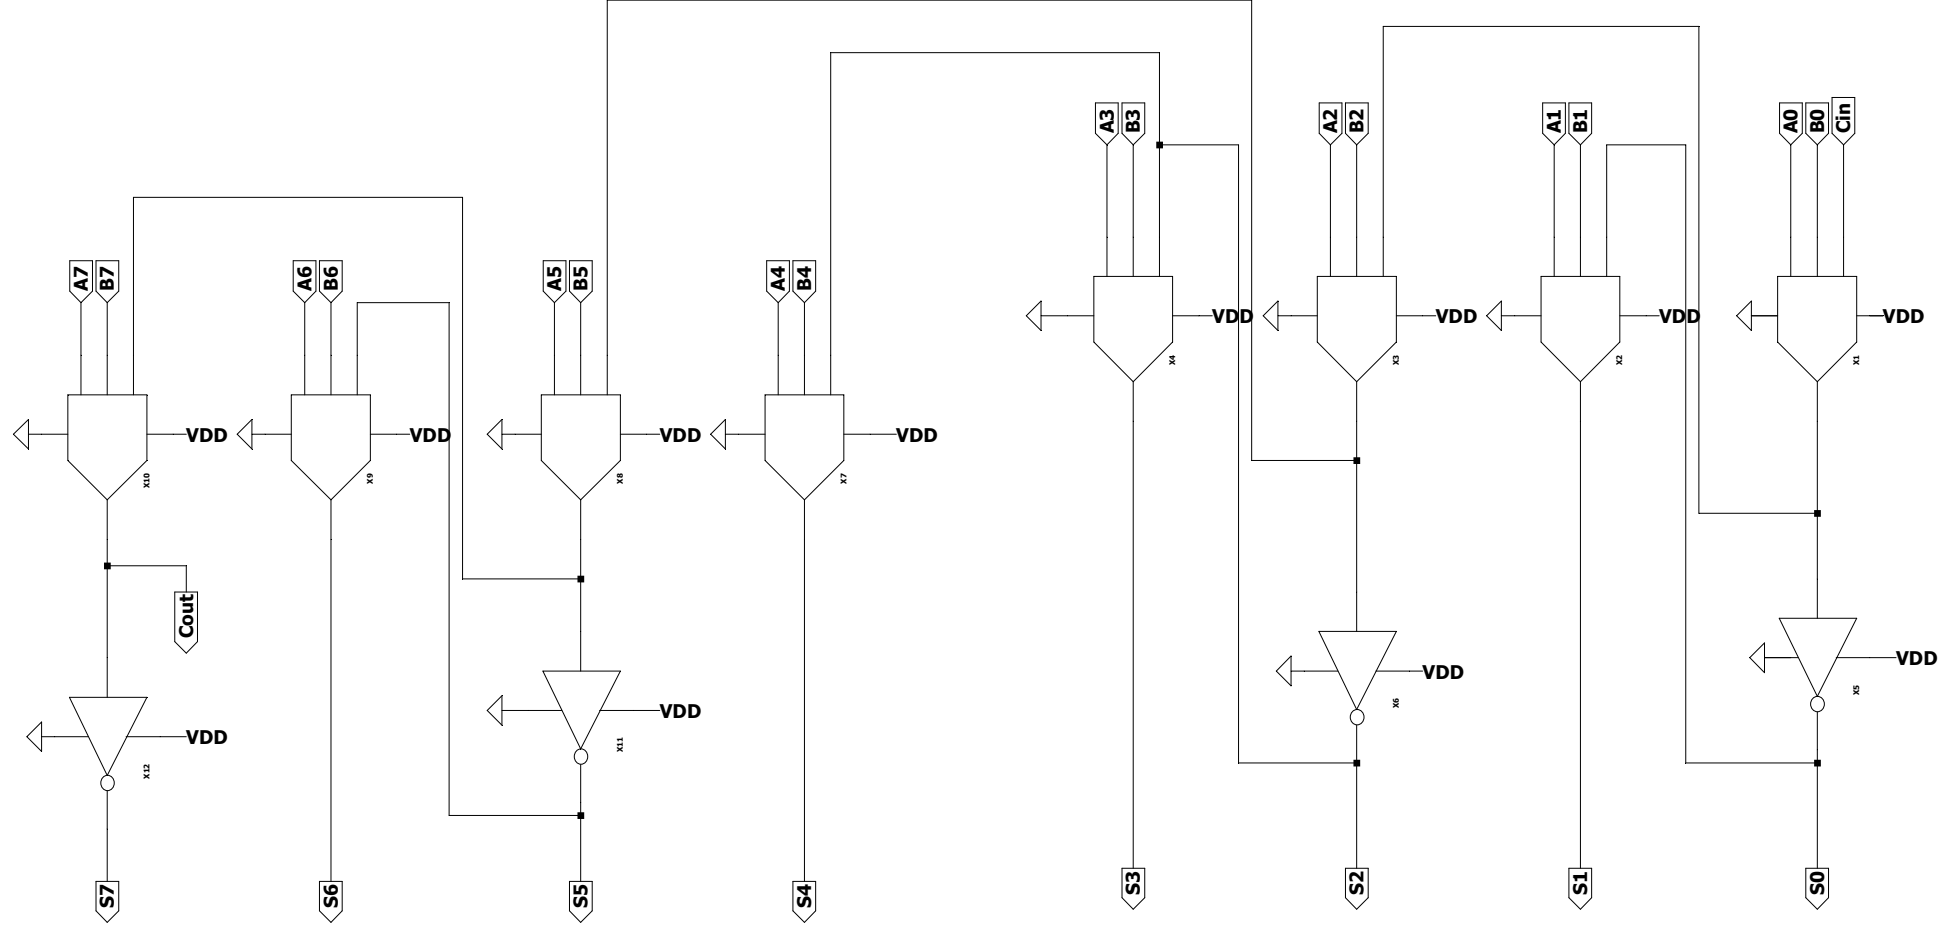 A3
B3
A2
B2
A1
B1
A0
B0
Cin
A7
B7
A6
B6
A5
B5
A4
B4
VDD
VDD
VDD
VDD
X4
X3
X2
X1
VDD
VDD
VDD
VDD
X10
X9
X8
X7
Cout
VDD
VDD
X6
X5
VDD
VDD
X11
X12
S7
S6
S5
S4
S3
S2
S1
S0